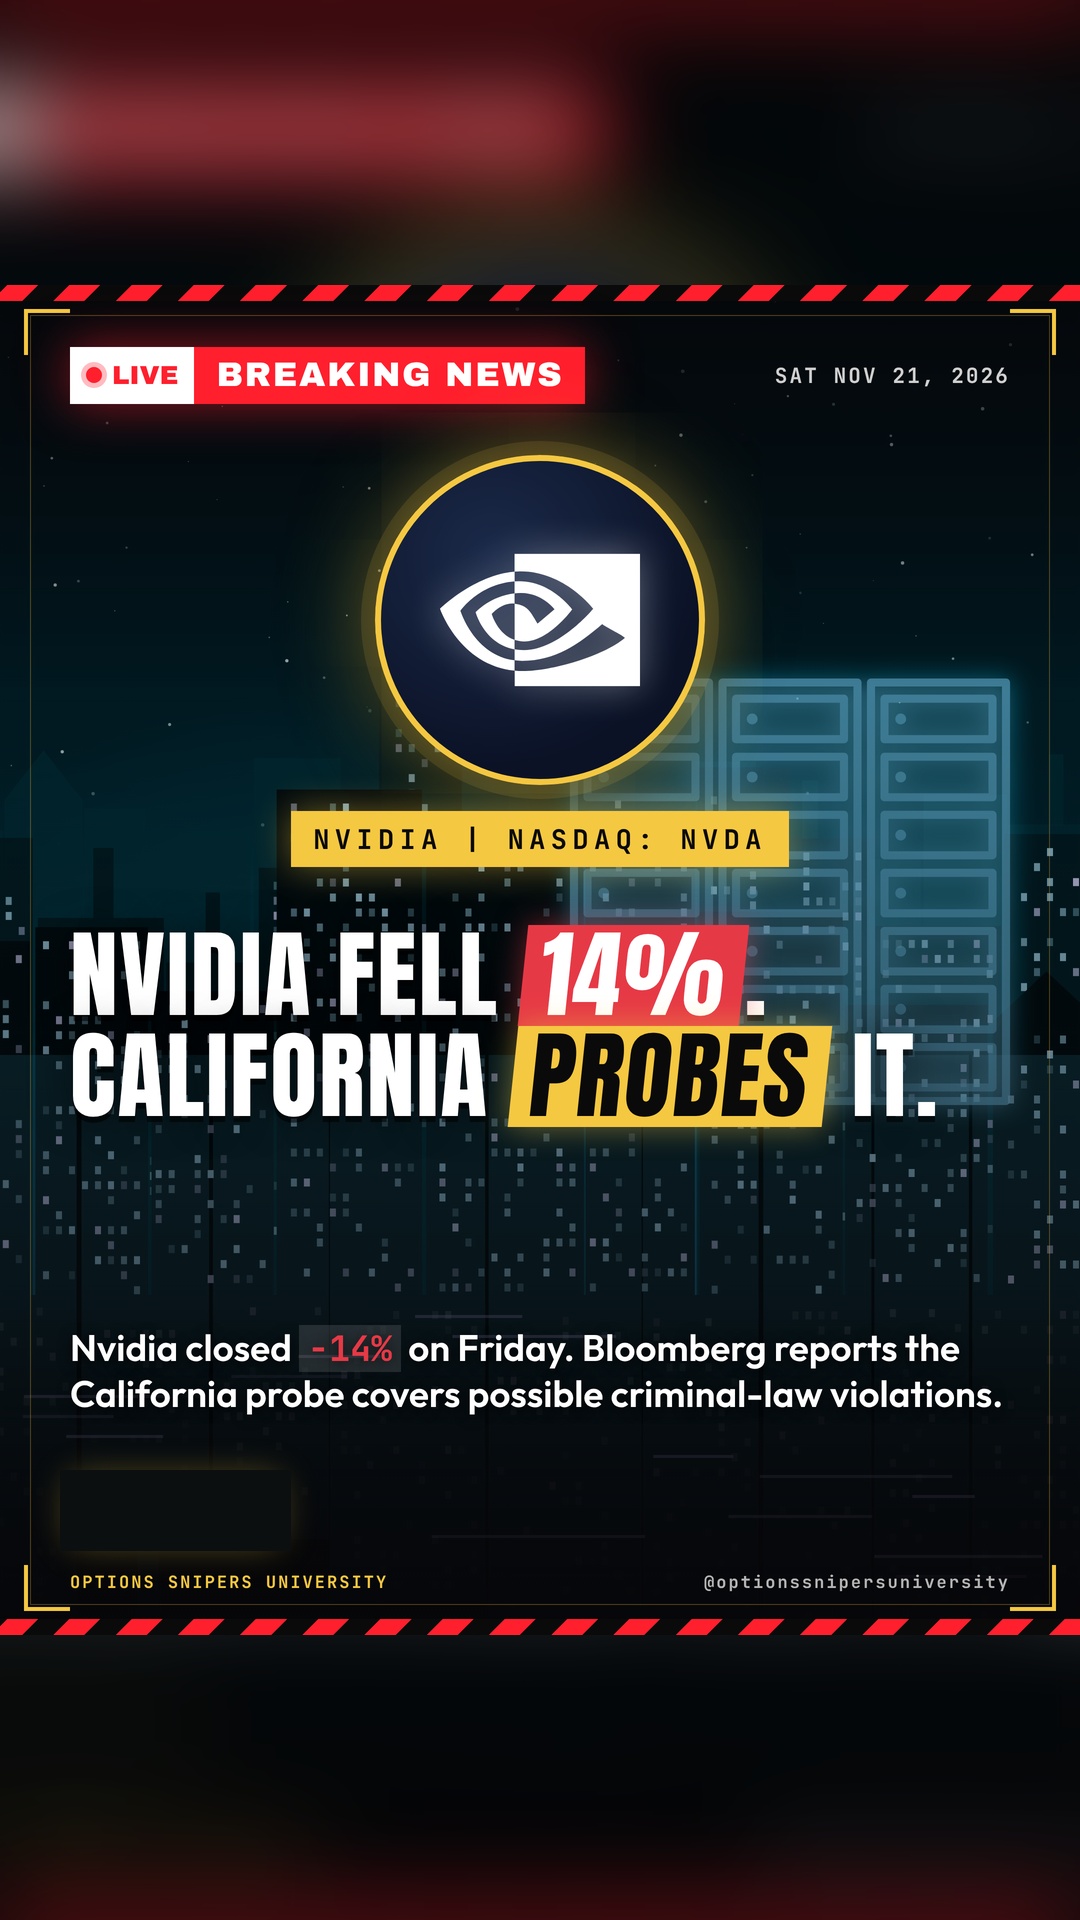 LIVE BREAKING NEWS
SAT NOV 21, 2026
NVIDIA | NASDAQ: NVDA
NVIDIA FELL 14%.
CALIFORNIA PROBES IT.
Nvidia closed -14% on Friday. Bloomberg reports the
California probe covers possible criminal-law violations.
OPTIONS SNIPERS UNIVERSITY
@optionssnipersuniversity